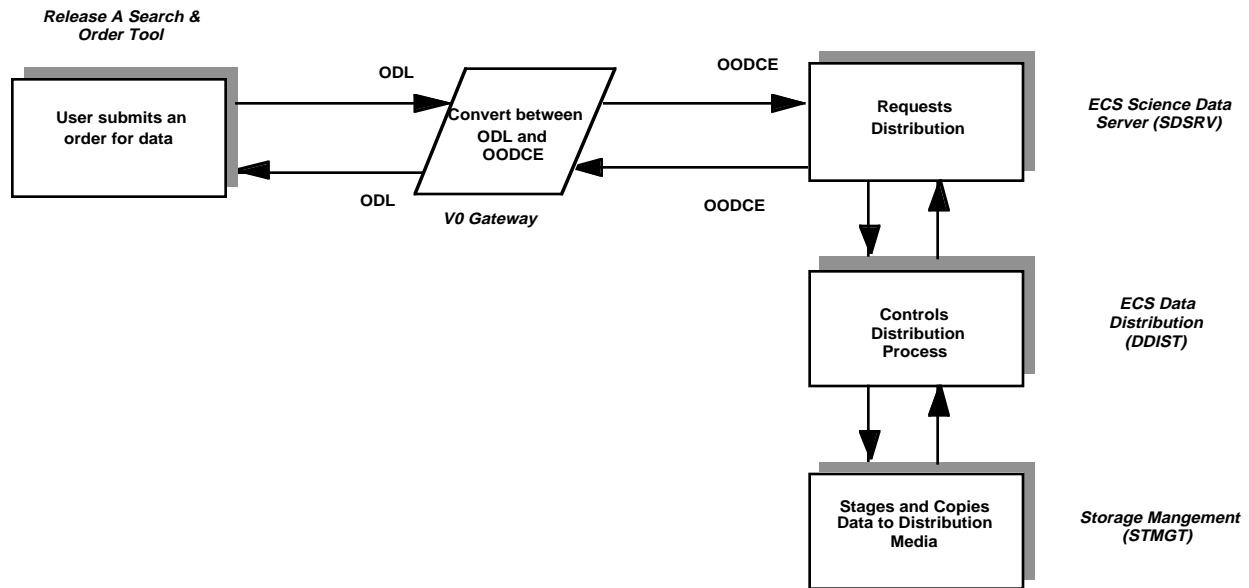 Release A Search &
Order Tool
User submits an
order for data
ODL
ODL
Convert between
ODL and
OODCE
V0 Gateway
OODCE
OODCE
Requests
Distribution
ECS Science Data
Server (SDSRV)
Controls
Distribution
Process
ECS Data
Distribution
(DDIST)
Stages and Copies
Data to Distribution
Media
Storage Mangement
(STMGT)